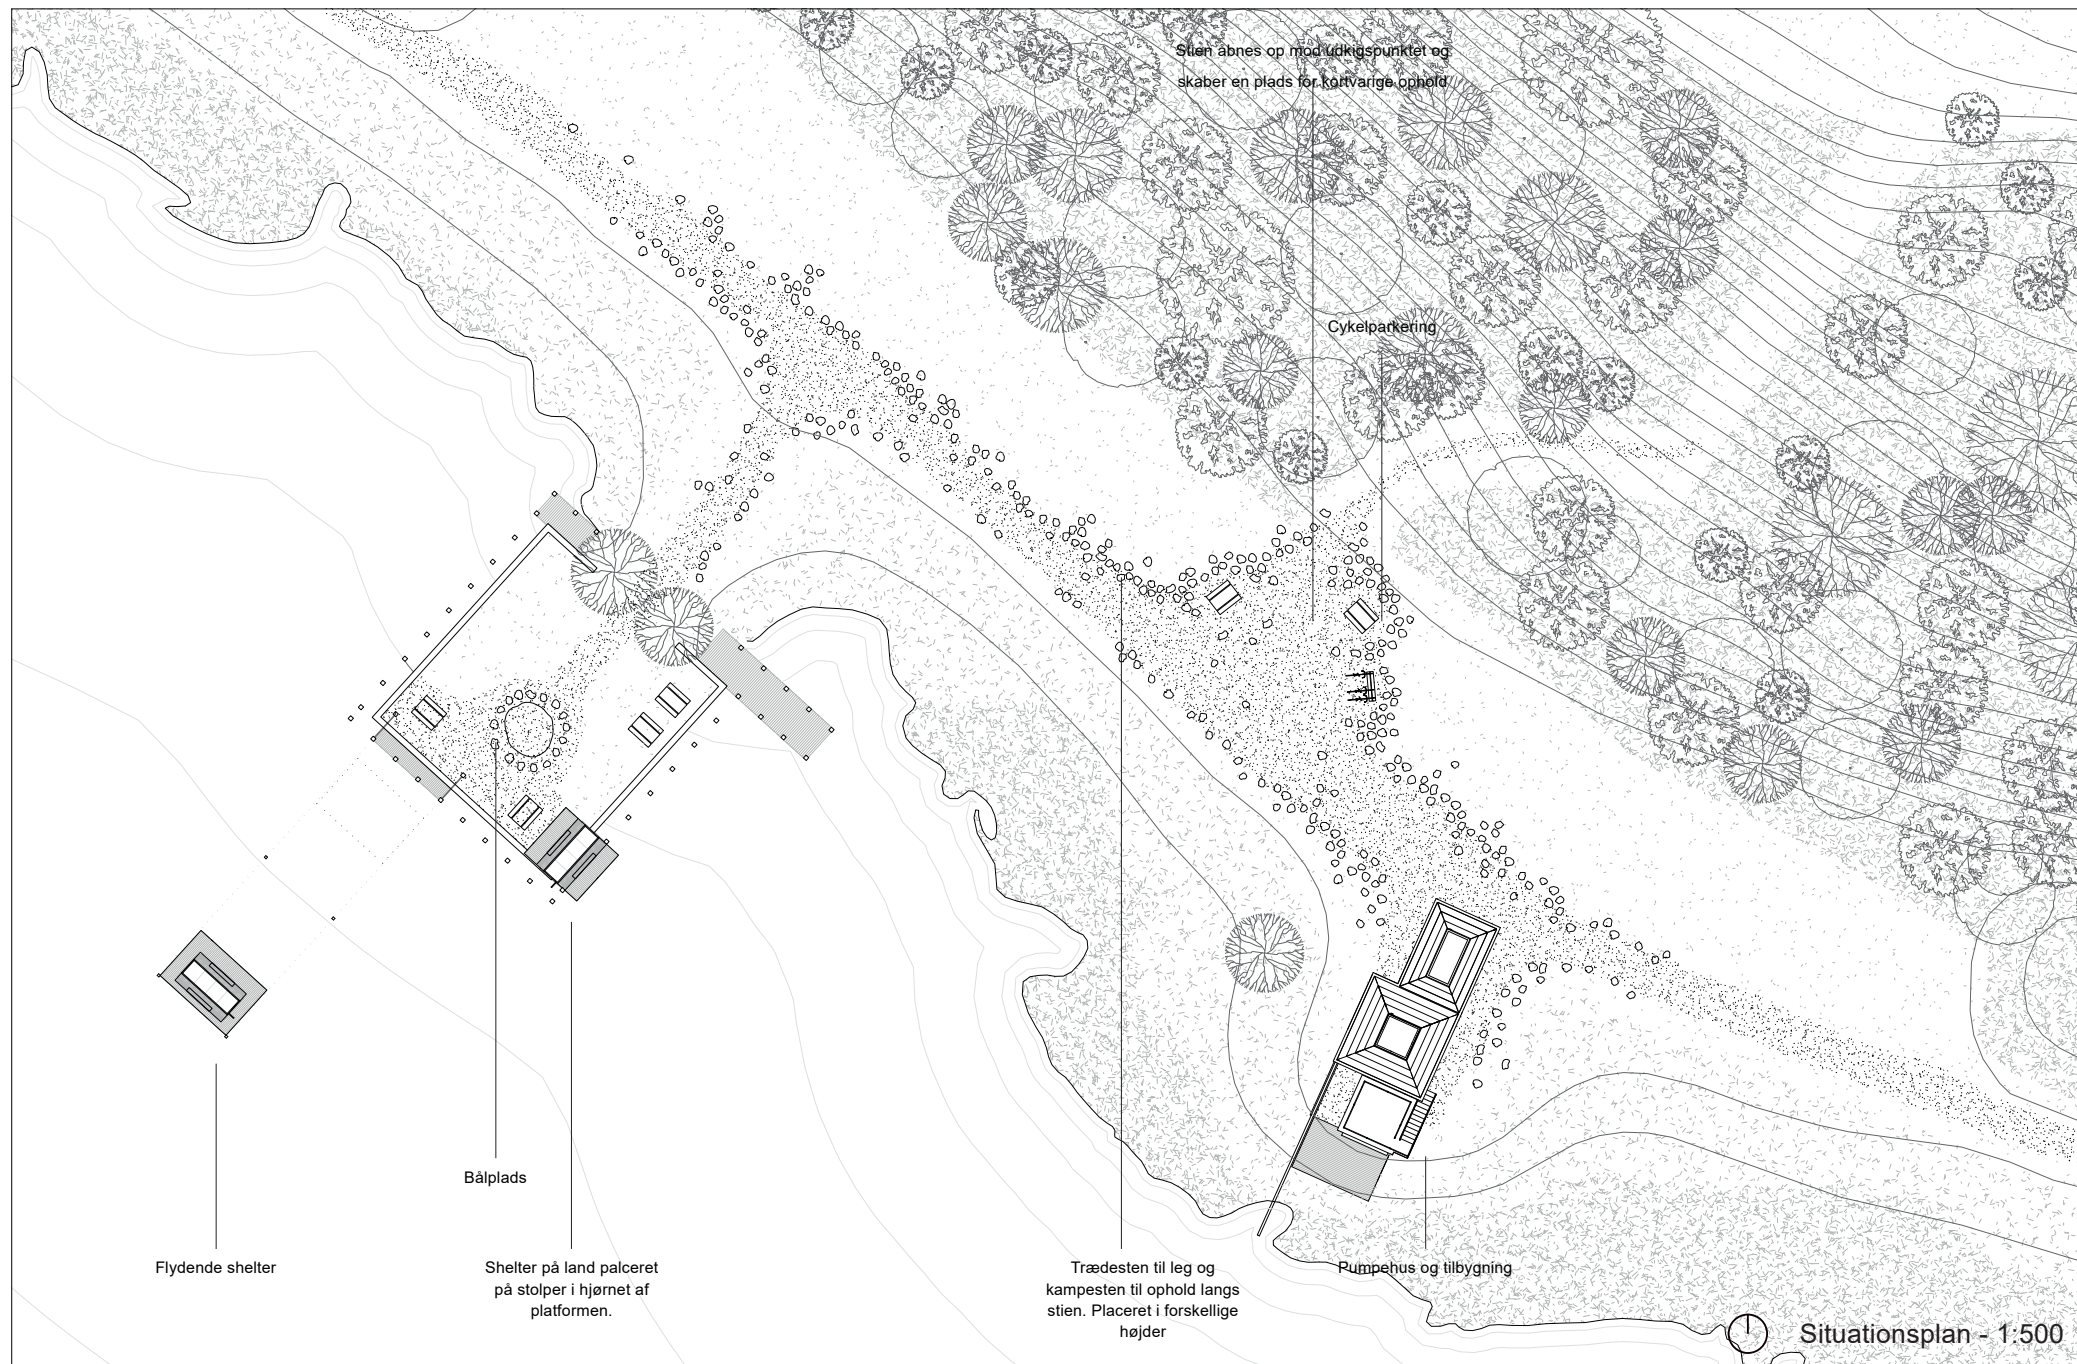 Stien åbnes op mod udkigspunktet og
skaber en plads for kortvarige ophold
Cykelparkering
Bålplads
Flydende shelter
Shelter på land palceret
på stolper i hjørnet af
platformen.
Trædesten til leg og
kampesten til ophold langs
stien. Placeret i forskellige
højder
Pumpehus og tilbygning
Situationsplan - 1:500